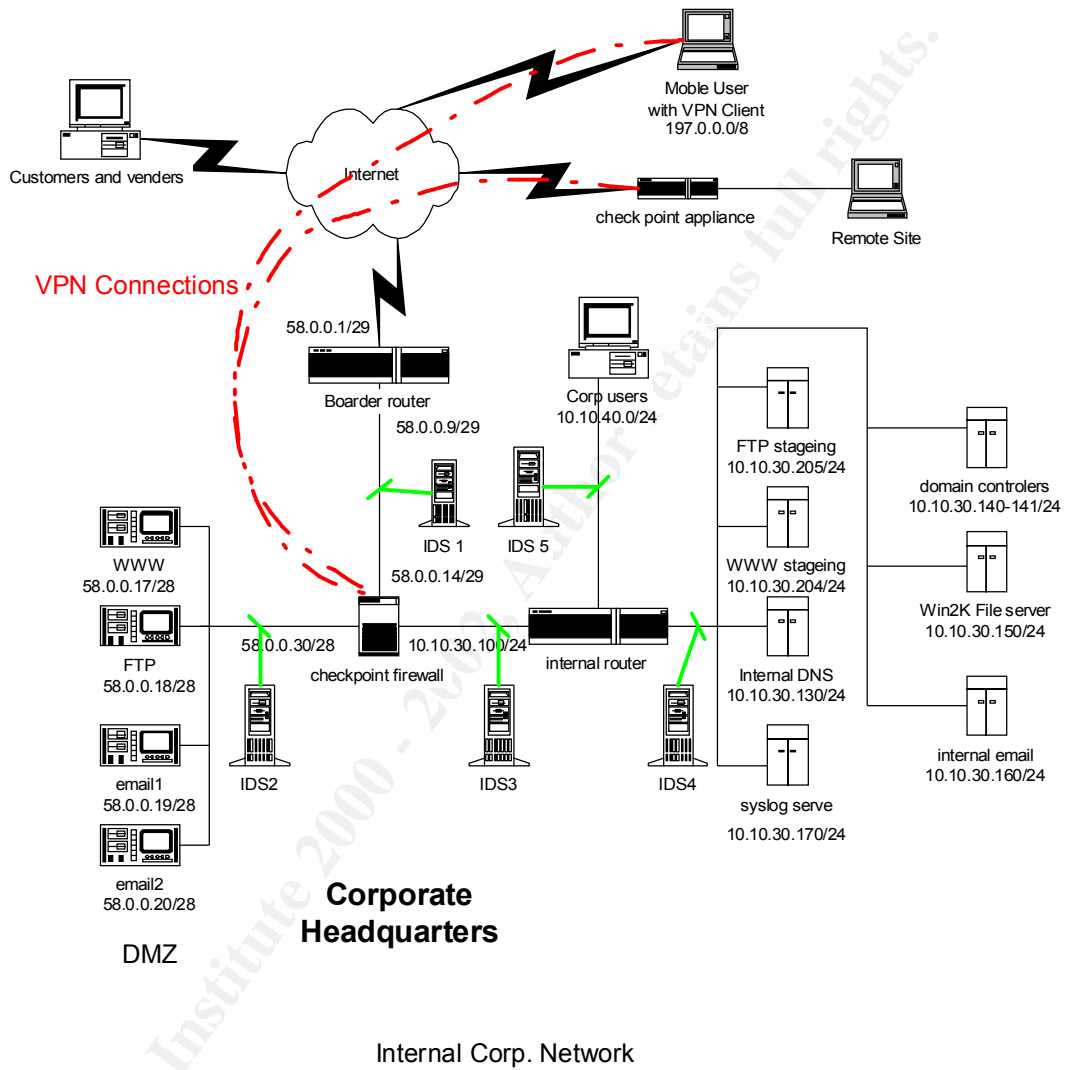 Moble User
with VPN Client
197.0.0.0/8
Customers and venders
Internet
check point appliance
Remote Site
VPN Connections
58.0.0.1/29
Boarder router
58.0.0.9/29
Corp users
10.10.40.0/24
FTP stageing
10.10.30.205/24
domain controlers
10.10.30.140-141/24
IDS 1
IDS 5
WWW
58.0.0.17/28
58.0.0.14/29
WWW stageing
10.10.30.204/24
Win2K File server
10.10.30.150/24
FTP
58.0.0.18/28
58.0.0.30/28
checkpoint firewall
10.10.30.100/24
internal router
Internal DNS
10.10.30.130/24
email1
58.0.0.19/28
IDS2
IDS3
IDS4
internal email
10.10.30.160/24
syslog serve
10.10.30.170/24
email2
58.0.0.20/28
DMZ
Corporate
Headquarters
Internal Corp. Network
Institute 2000 - 2002, Author retains full rights.